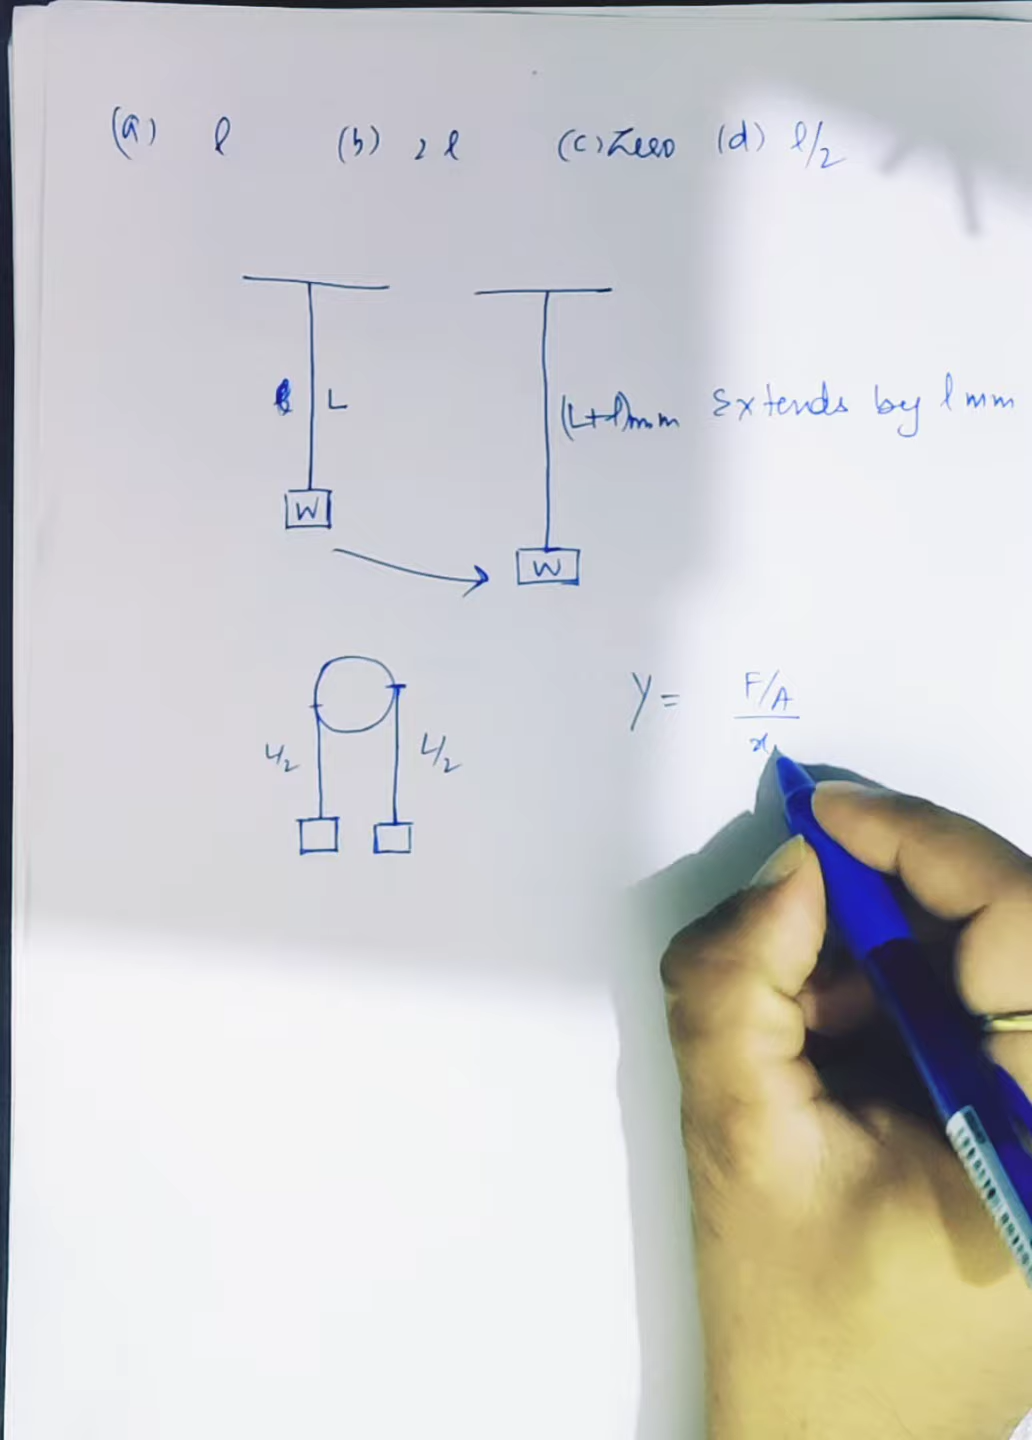 (a) l (b) 2l (c) Zero (d) l/2
L (L+l)mm Extends by l mm
W
W
Y = F/A
x
L/2 L/2